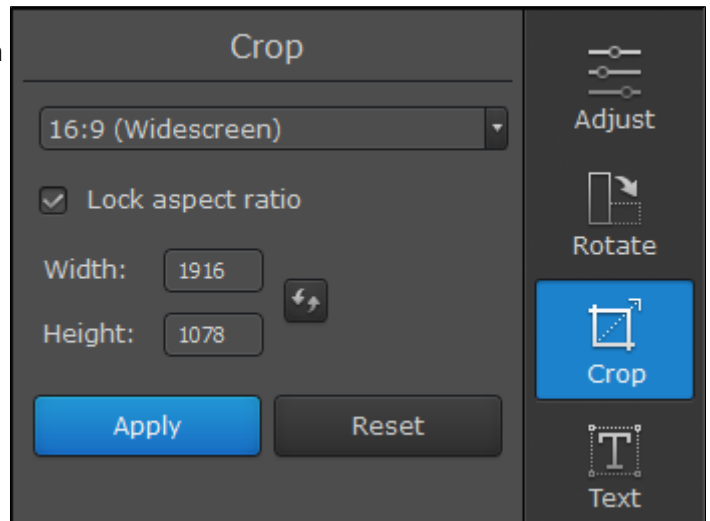 Crop
16:9 (Widescreen)
Lock aspect ratio
Width: 1916
Height: 1078
Apply Reset
Adjust
Rotate
Crop
Text